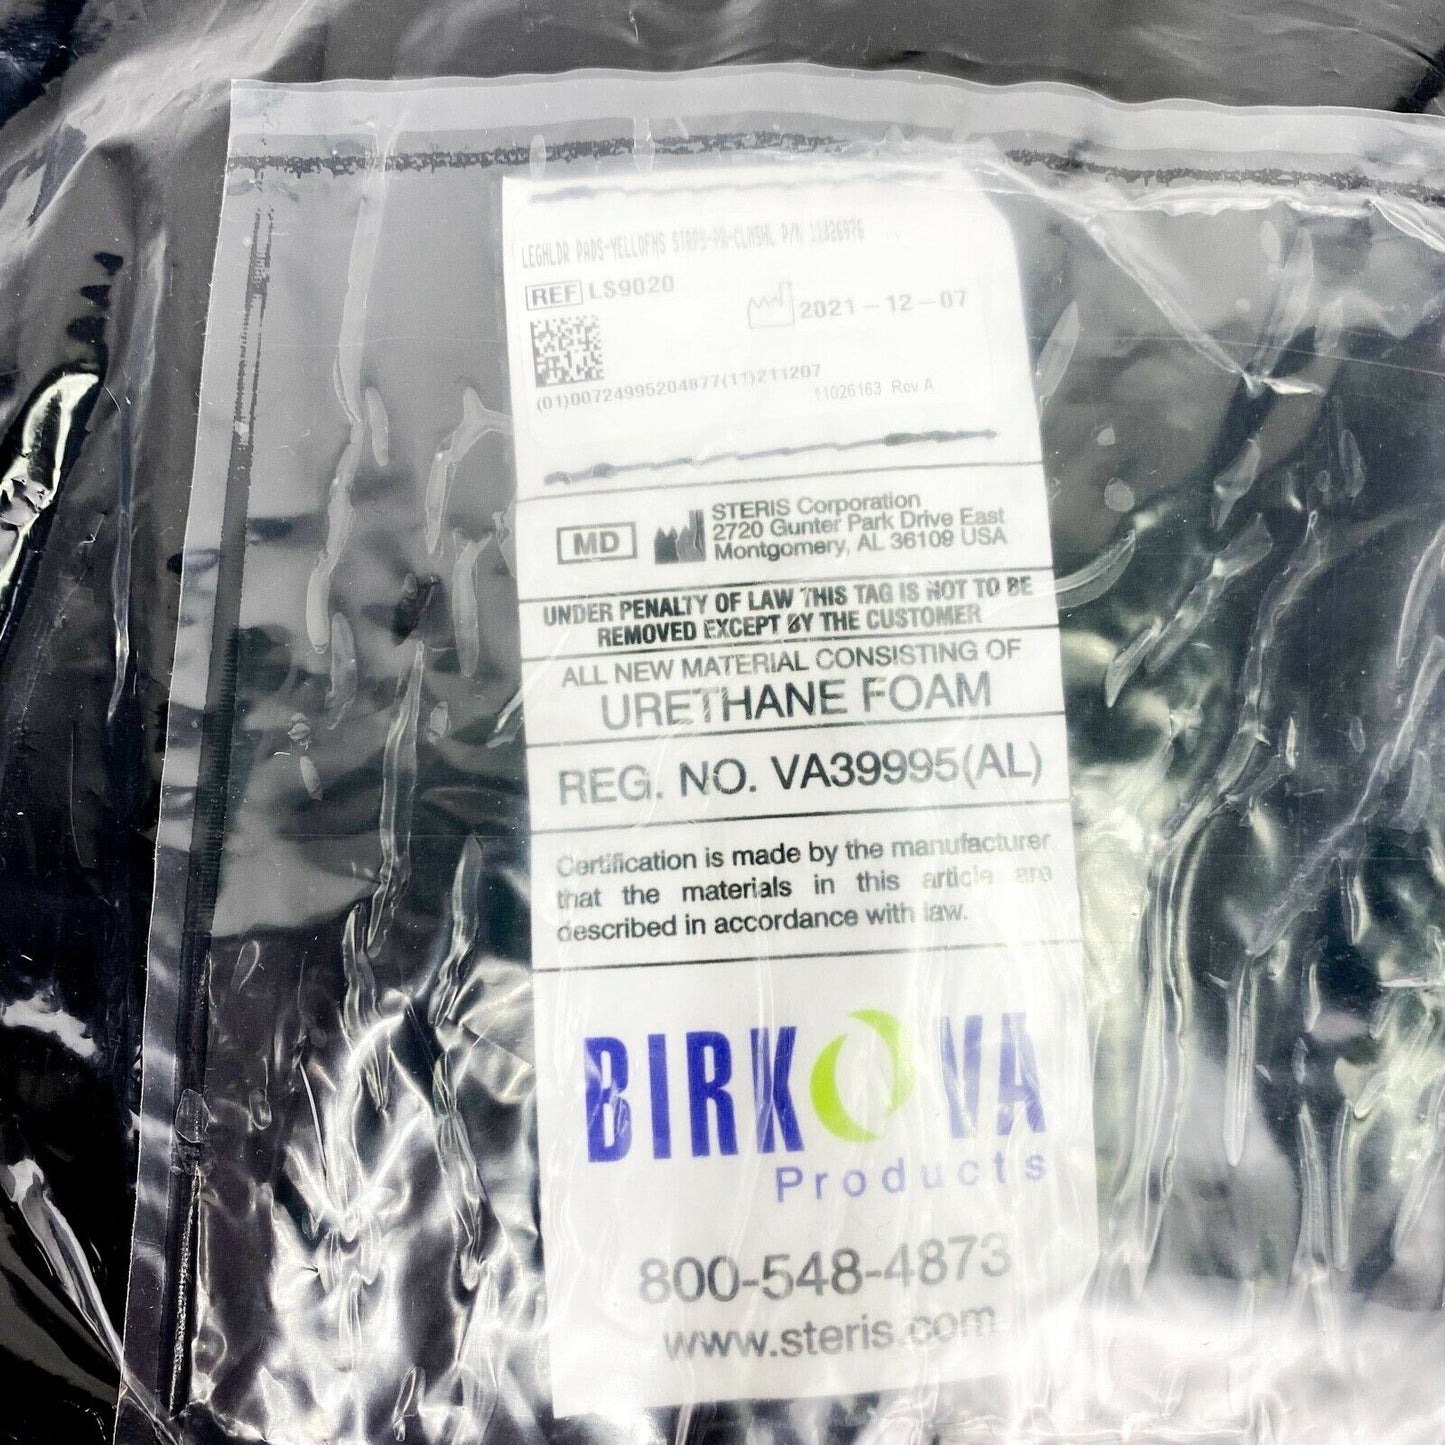 LEGHLDR PADS-YELLOFNS STRPS-PR-CLMSHL P/N 11026976
REF LS9020
2021-12-07
(01)00724995204877(11)211207
11026163 Rev A
MD
STERIS Corporation
2720 Gunter Park Drive East
Montgomery, AL 36109 USA
UNDER PENALTY OF LAW THIS TAG IS NOT TO BE
REMOVED EXCEPT BY THE CUSTOMER
ALL NEW MATERIAL CONSISTING OF
URETHANE FOAM
REG. NO. VA39995(AL)
Certification is made by the manufacturer
that the materials in this article are
described in accordance with law.
BIRKOVA
Products
800-548-4873
www.steris.com